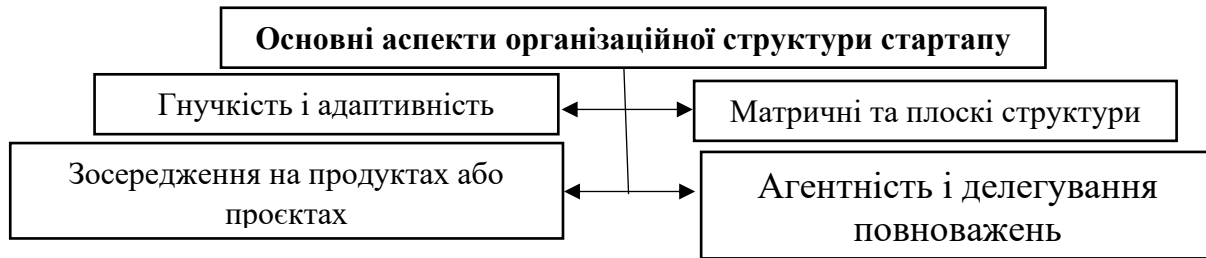 Основні аспекти організаційної структури стартапу
Гнучкість і адаптивність
Матричні та плоскі структури
Зосередження на продуктах або
проєктах
Агентність і делегування
повноважень